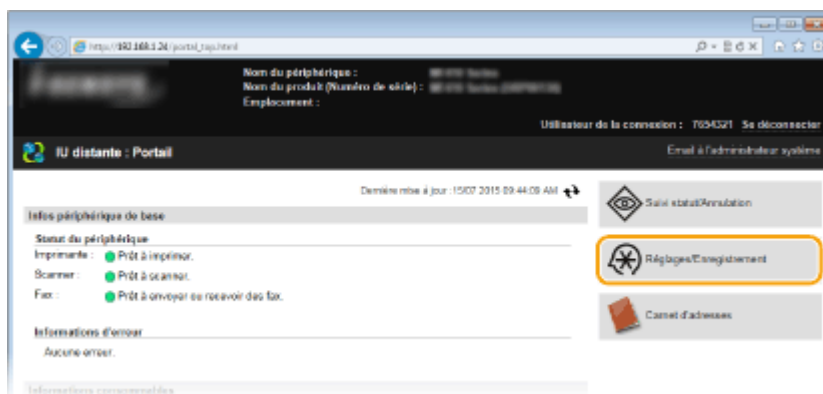 http://192.168.1.24/portal_top.html
Nom du périphérique :
Nom du produit (Numéro de série) :
Emplacement :
Utilisateur de la connexion : 7654321 Se déconnecter
IU distante : Portail
Email à l'administrateur système
Dernière mise à jour :15/07 2015 09:44:09 AM
Infos périphérique de base
Suivi statut/Annulation
Statut du périphérique
Imprimante : Prêt à imprimer.
Scanner : Prêt à scanner.
Fax : Prêt à envoyer ou recevoir des fax.
Réglages/Enregistrement
Informations d'erreur
Aucune erreur.
Carnet d'adresses
Informations consommables